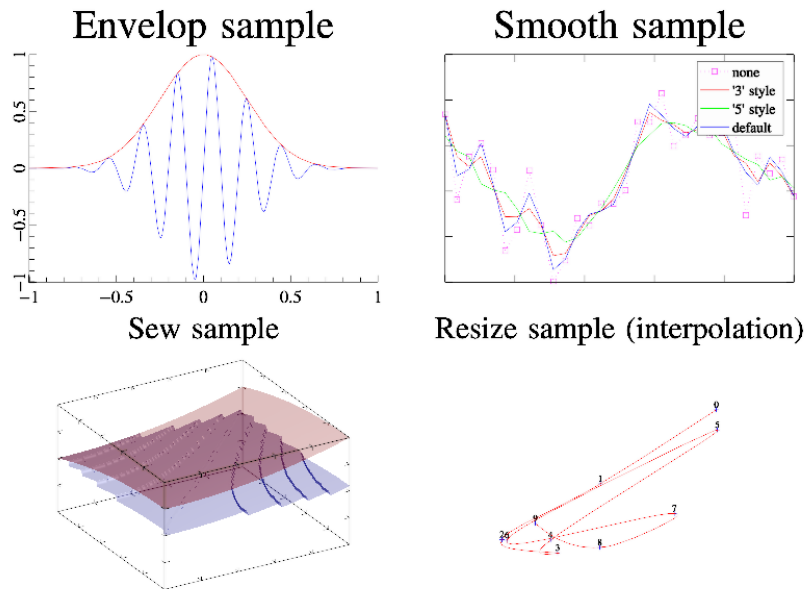 Envelop sample
Smooth sample
1
0.5
0
−0.5
−1
−1 −0.5 0 0.5 1
none
'3' style
'5' style
default
Sew sample
Resize sample (interpolation)
0
5
1
7
9
26
4
3
8